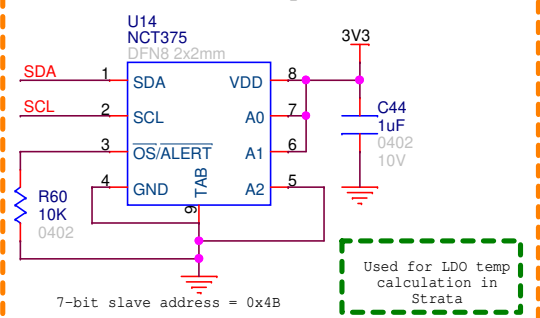 U14
NCT375
DFN8 2x2mm
3V3
SDA
1
SDA
VDD
8
SCL
2
SCL
A0
7
3
OS/ALERT
A1
6
4
GND
TAB
A2
5
9
C44
1uF
0402
10V
R60
10K
0402
7-bit slave address = 0x4B
Used for LDO temp
calculation in
Strata